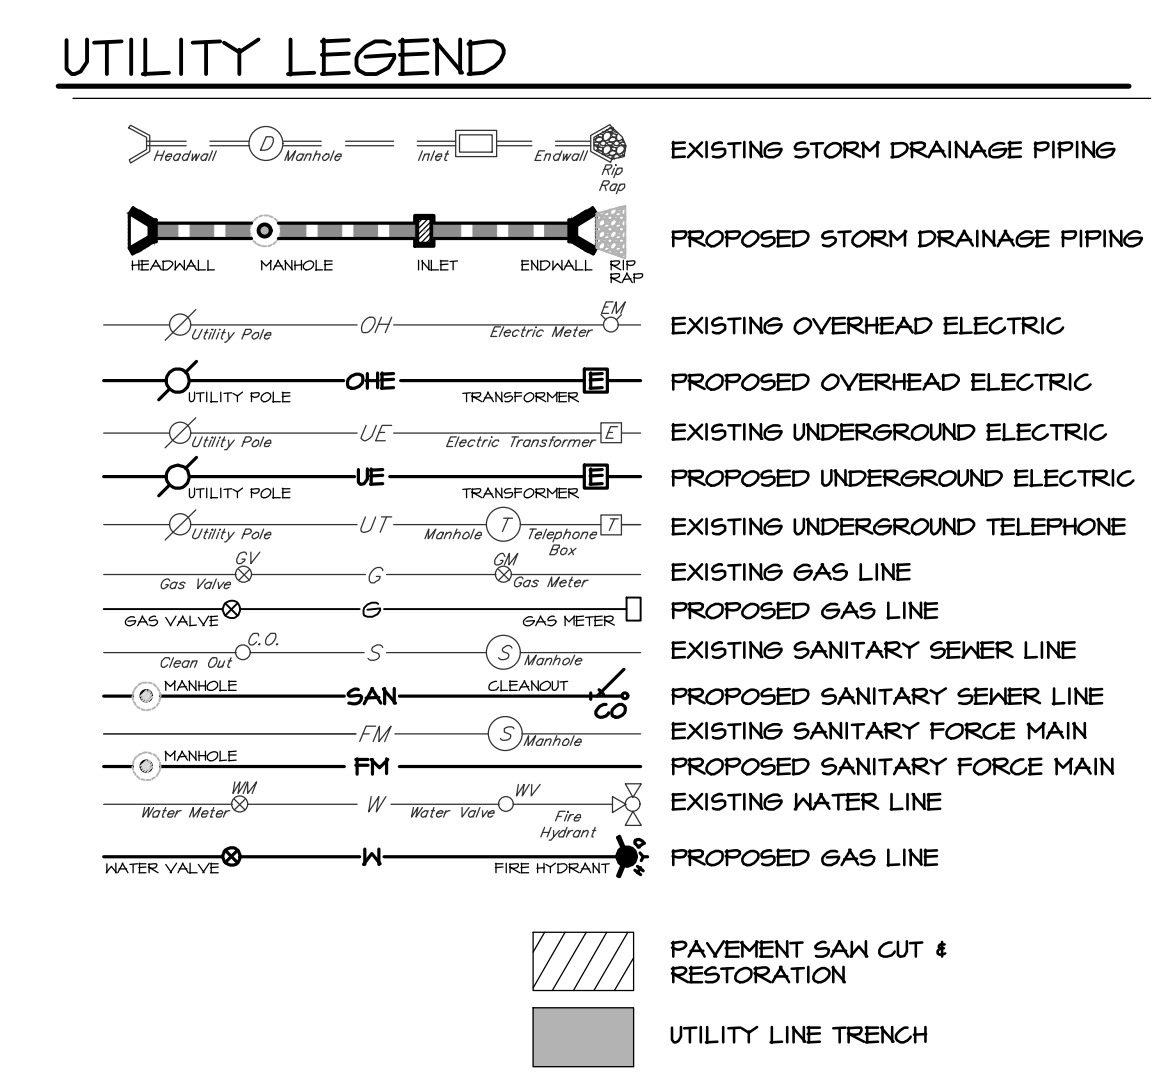 UTILITY LEGEND
D
Headwall Manhole Inlet Endwall Rip Rap EXISTING STORM DRAINAGE PIPING
HEADWALL MANHOLE INLET ENDWALL RIP RAP PROPOSED STORM DRAINAGE PIPING
EM
Utility Pole OH Electric Meter EXISTING OVERHEAD ELECTRIC
UTILITY POLE OHE TRANSFORMER E PROPOSED OVERHEAD ELECTRIC
Utility Pole UE Electric Transformer E EXISTING UNDERGROUND ELECTRIC
UTILITY POLE UE TRANSFORMER E PROPOSED UNDERGROUND ELECTRIC
Utility Pole UT Manhole T Telephone Box T EXISTING UNDERGROUND TELEPHONE
GV GM
Gas Valve G Gas Meter EXISTING GAS LINE
GAS VALVE G GAS METER PROPOSED GAS LINE
C.O.
Clean Out S S Manhole EXISTING SANITARY SEWER LINE
MANHOLE SAN CLEANOUT CO PROPOSED SANITARY SEWER LINE
FM S Manhole EXISTING SANITARY FORCE MAIN
MANHOLE FM PROPOSED SANITARY FORCE MAIN
WM WV
Water Meter W Water Valve Fire Hydrant EXISTING WATER LINE
WATER VALVE W FIRE HYDRANT HYD PROPOSED GAS LINE
PAVEMENT SAW CUT &
RESTORATION
UTILITY LINE TRENCH